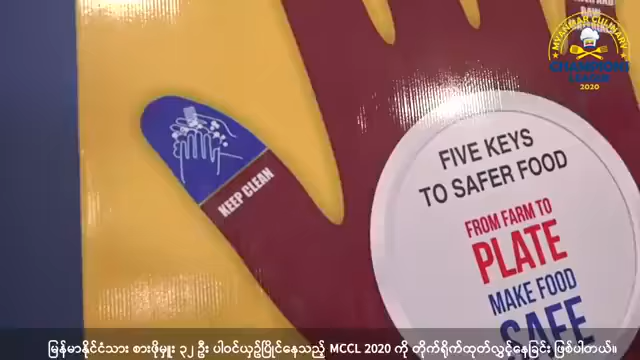 MYANMAR CULINARY
CHAMPIONS
LEAGUE
2020
KEEP CLEAN
FIVE KEYS
TO SAFER FOOD
FROM FARM TO
PLATE
MAKE FOOD
SAFE
မြန်မာနိုင်ငံသား စားဖိုမှူး ၃၂ ဦး ပါဝင်ယှဉ်ပြိုင်နေသည့် MCCL 2020 ကို တိုက်ရိုက်ထုတ်လွှင့်နေခြင်း ဖြစ်ပါတယ်။